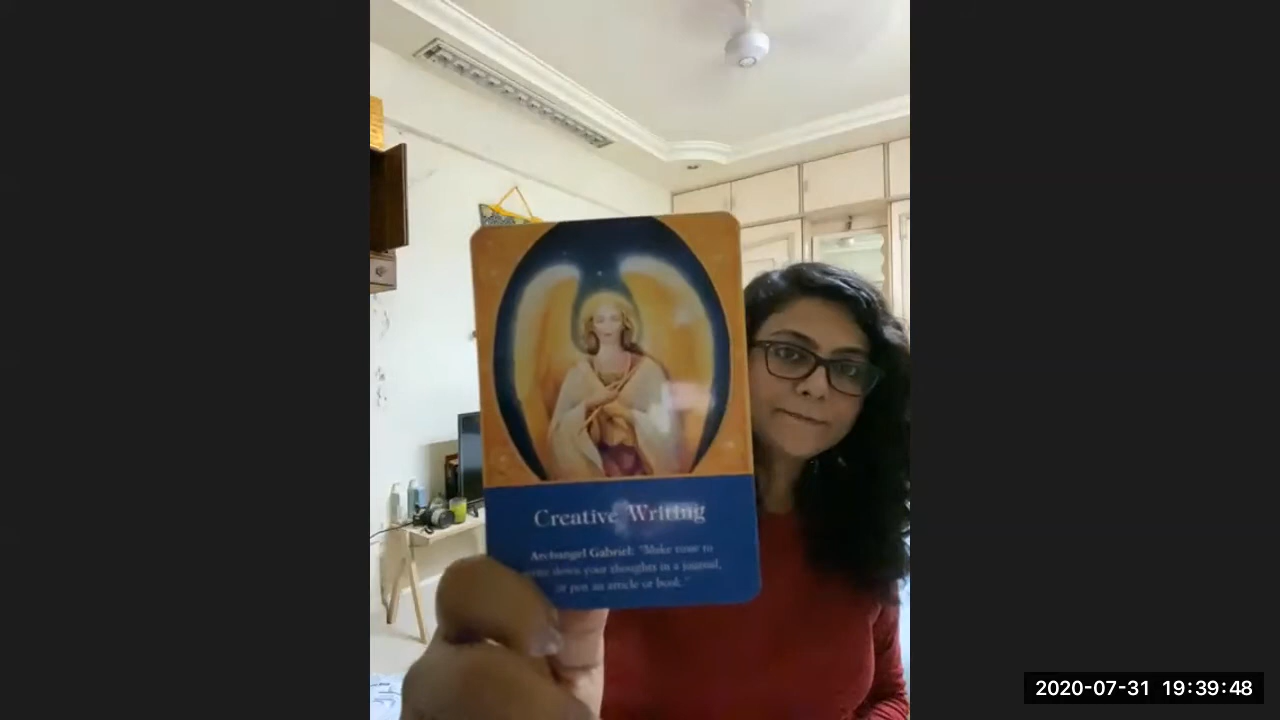 Creative Writing
Archangel Gabriel: "Make time to
write down your thoughts in a journal,
or pen an article or book."
2020-07-31 19:39:48